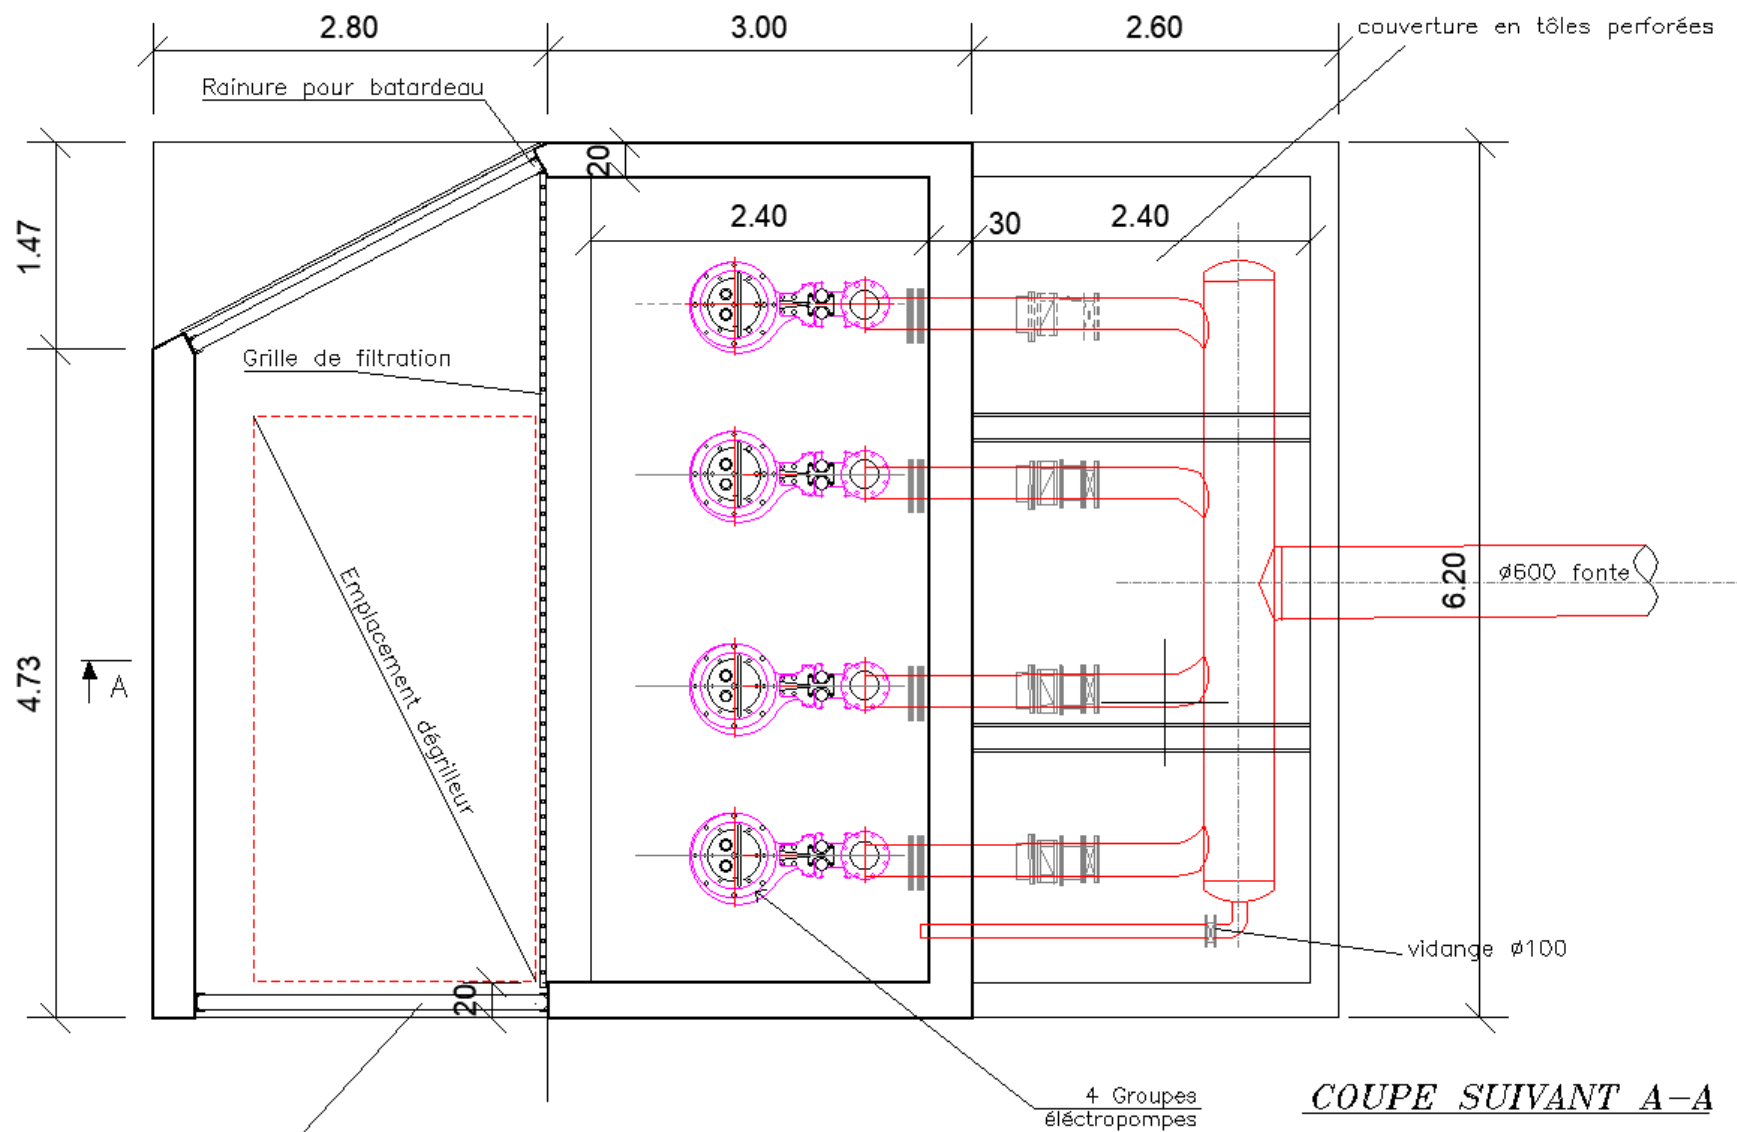 2.80
3.00
2.60
couverture en tôles perforées
Rainure pour batardeau
20
1.47
2.40
30
2.40
Grille de filtration
Emplacement dégrilleur
6.20
ø600 fonte
4.73
A
vidange ø100
20
4 Groupes
éléctropompes
COUPE SUIVANT A-A